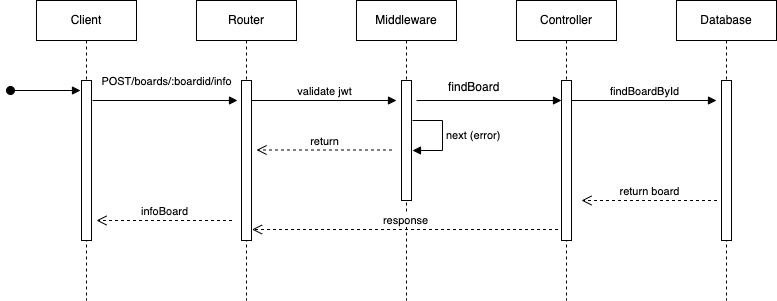 Client
Router
Middleware
Controller
Database
POST/boards/:boardid/info
validate jwt
findBoard
findBoardById
next (error)
return
return board
infoBoard
response